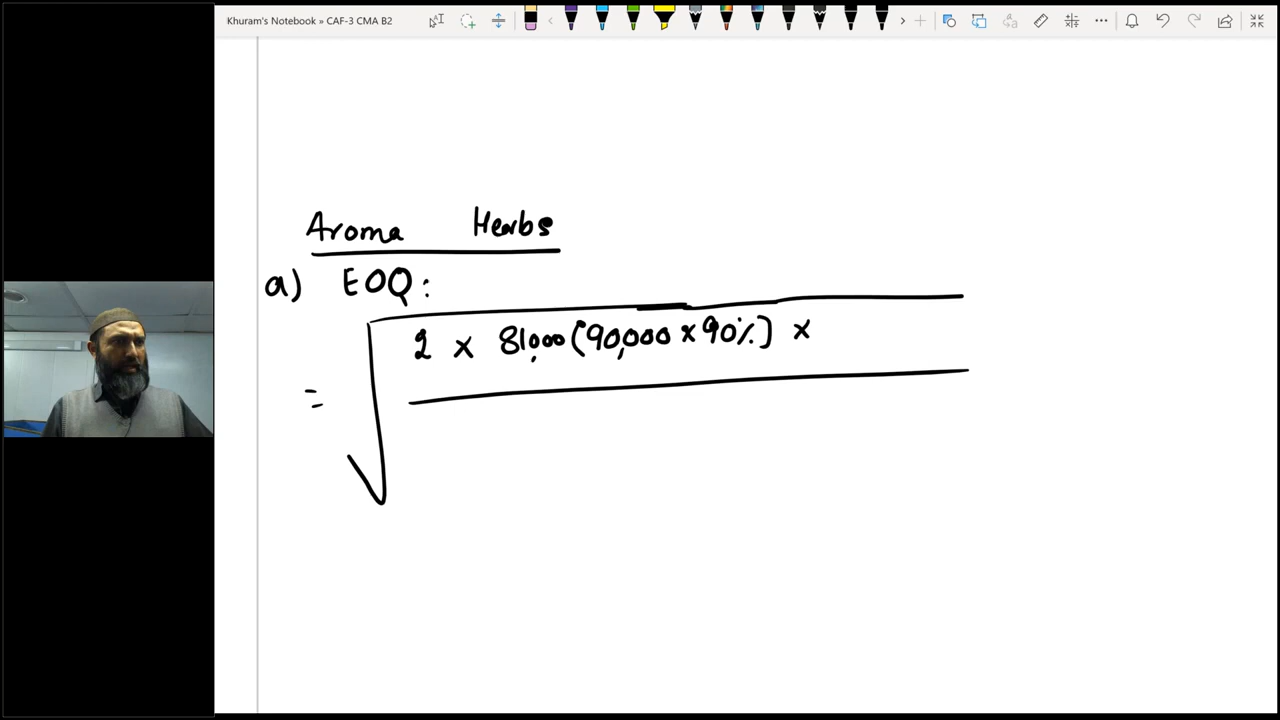 Khuram's Notebook » CAF-3 CMA B2
Aroma Herbs
a) EOQ:
= √ 2 x 81,000 (90,000 x 90%) x